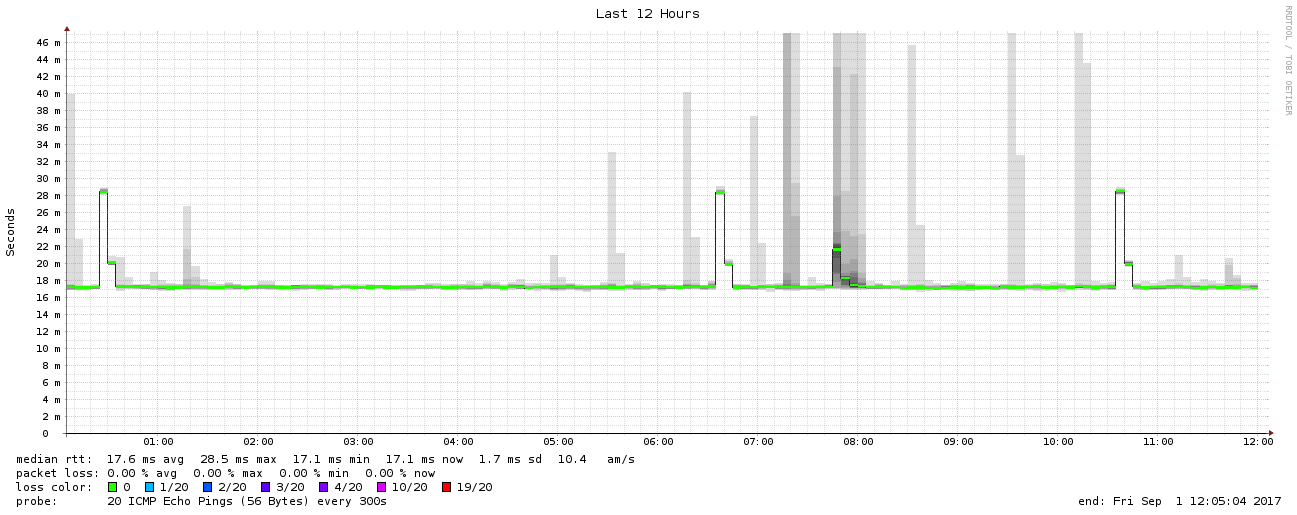 Last 12 Hours
RRDTOOL / TOBI OETIKER
Seconds
46 m
44 m
42 m
40 m
38 m
36 m
34 m
32 m
30 m
28 m
26 m
24 m
22 m
20 m
18 m
16 m
14 m
12 m
10 m
8 m
6 m
4 m
2 m
0
01:00 02:00 03:00 04:00 05:00 06:00 07:00 08:00 09:00 10:00 11:00 12:00
median rtt: 17.6 ms avg 28.5 ms max 17.1 ms min 17.1 ms now 1.7 ms sd 10.4 am/s
packet loss: 0.00 % avg 0.00 % max 0.00 % min 0.00 % now
loss color: 0 1/20 2/20 3/20 4/20 10/20 19/20
probe: 20 ICMP Echo Pings (56 Bytes) every 300s end: Fri Sep 1 12:05:04 2017